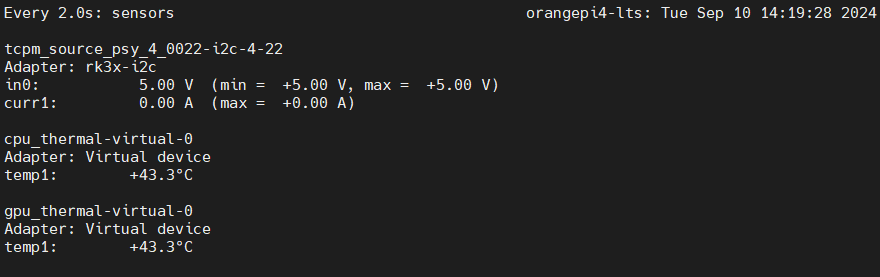 Every 2.0s: sensors orangepi4-lts: Tue Sep 10 14:19:28 2024
tcpm_source_psy_4_0022-i2c-4-22
Adapter: rk3x-i2c
in0: 5.00 V (min = +5.00 V, max = +5.00 V)
curr1: 0.00 A (max = +0.00 A)
cpu_thermal-virtual-0
Adapter: Virtual device
temp1: +43.3°C
gpu_thermal-virtual-0
Adapter: Virtual device
temp1: +43.3°C